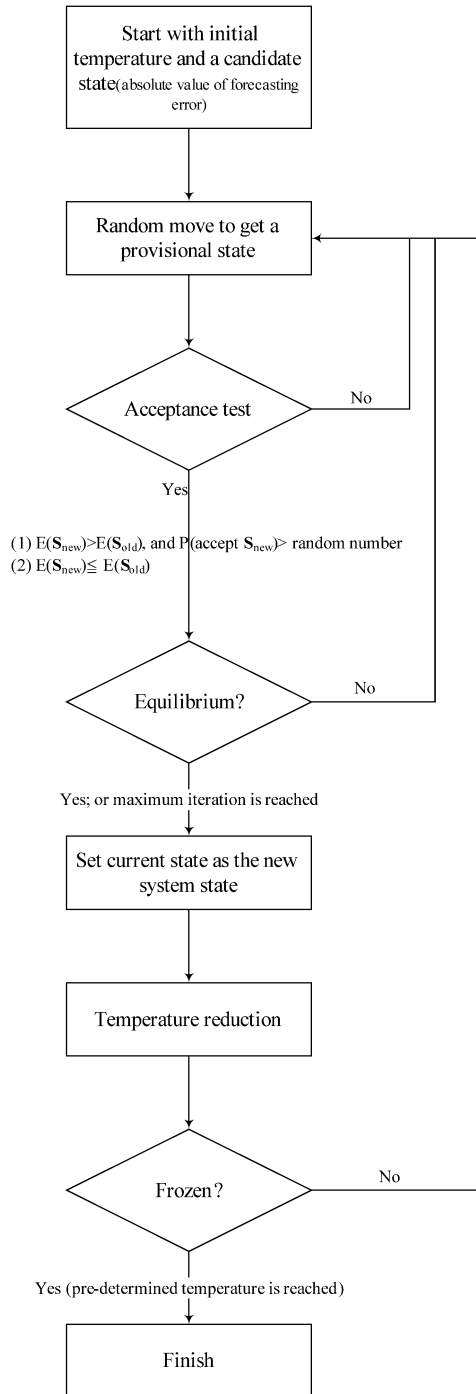 Start with initial
temperature and a candidate
state(absolute value of forecasting
error)
Random move to get a
provisional state
Acceptance test
No
Yes
(1) E(Snew)>E(Sold), and P(accept Snew)> random number
(2) E(Snew)≦ E(Sold)
Equilibrium?
No
Yes; or maximum iteration is reached
Set current state as the new
system state
Temperature reduction
Frozen?
No
Yes (pre-determined temperature is reached)
Finish